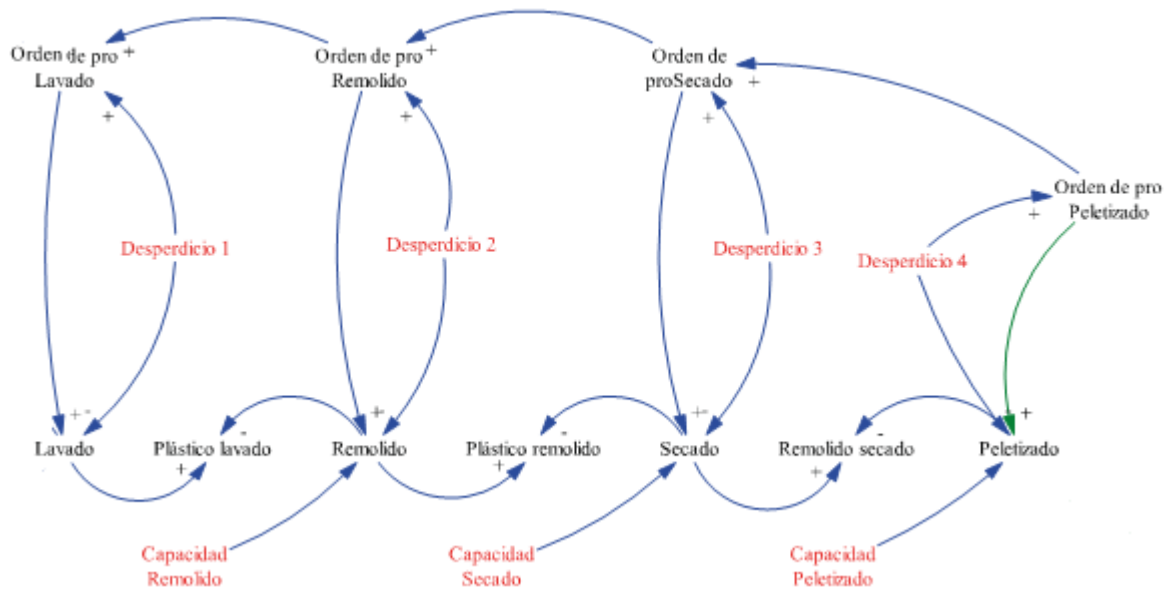 Orden de pro +
Lavado
+
Orden de pro +
Remolido
+
Orden de
proSecado +
+
Orden de pro
+
Peletizado
Desperdicio 1
Desperdicio 2
Desperdicio 3
Desperdicio 4
+ -
+-
+-
+
Lavado
Plástico lavado
-
+
Remolido
Plástico remolido
-
+
Secado
Remolido secado
-
+
Peletizado
Capacidad
Remolido
Capacidad
Secado
Capacidad
Peletizado